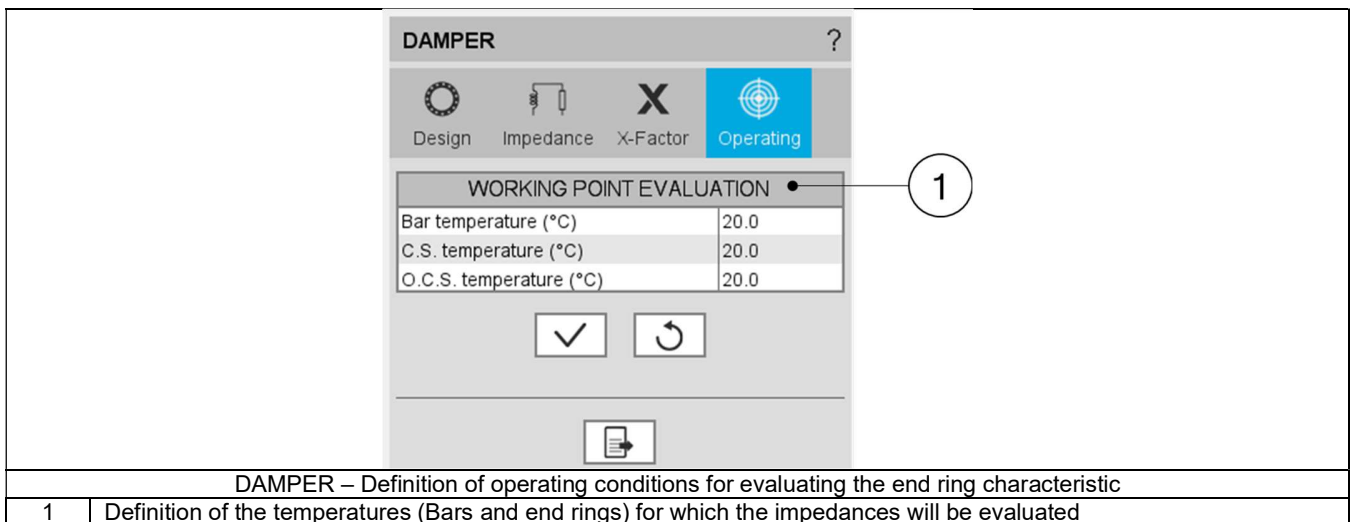 DAMPER ?
Design Impedance X-Factor Operating
WORKING POINT EVALUATION 1
Bar temperature (°C) 20.0
C.S. temperature (°C) 20.0
O.C.S. temperature (°C) 20.0
DAMPER – Definition of operating conditions for evaluating the end ring characteristic
1 Definition of the temperatures (Bars and end rings) for which the impedances will be evaluated